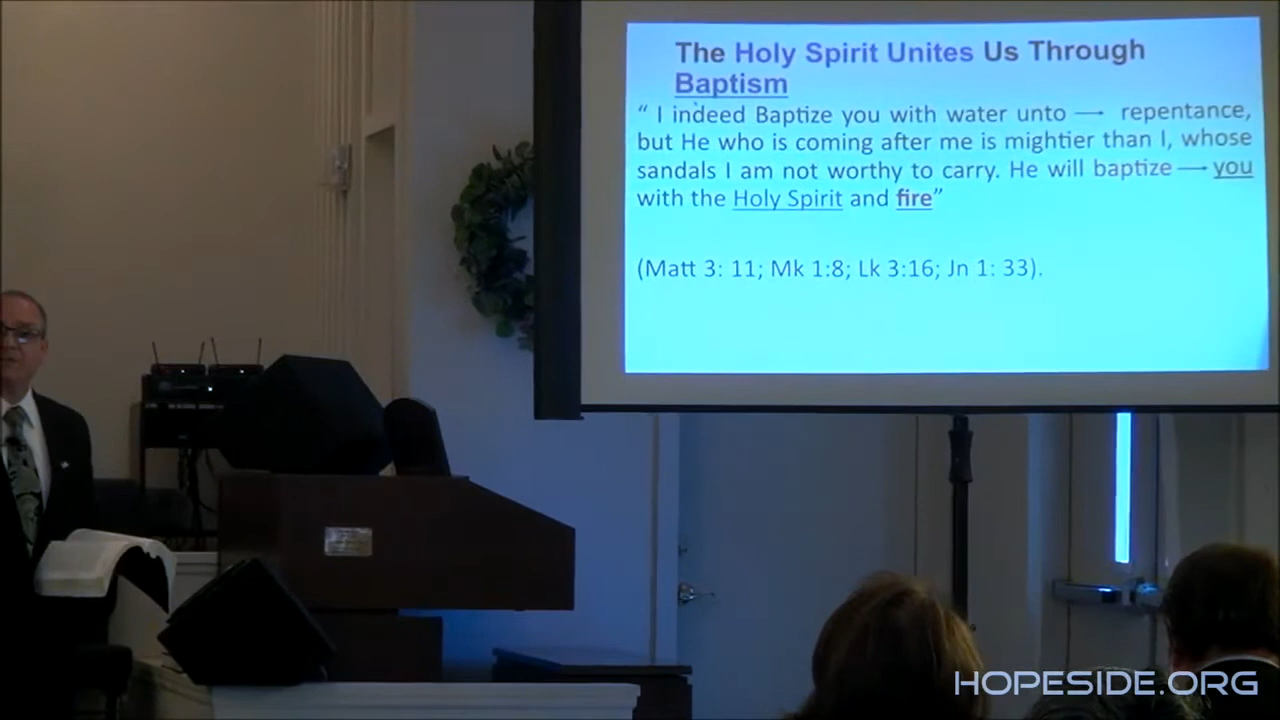 The Holy Spirit Unites Us Through
Baptism
“ I indeed Baptize you with water unto → repentance,
but He who is coming after me is mightier than I, whose
sandals I am not worthy to carry. He will baptize → you
with the Holy Spirit and fire”
(Matt 3: 11; Mk 1:8; Lk 3:16; Jn 1: 33).
HOPESIDE.ORG